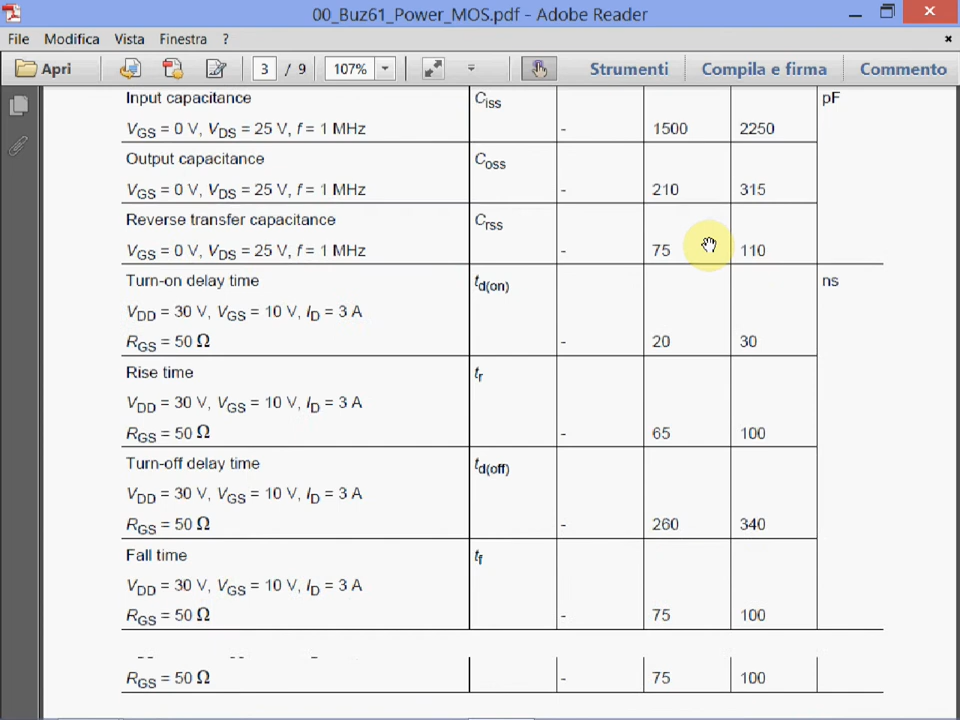 00_Buz61_Power_MOS.pdf - Adobe Reader
File Modifica Vista Finestra ?
Apri 3 / 9 107% Strumenti Compila e firma Commento
Input capacitance Ciss pF
VGS = 0 V, VDS = 25 V, f = 1 MHz - 1500 2250
Output capacitance Coss
VGS = 0 V, VDS = 25 V, f = 1 MHz - 210 315
Reverse transfer capacitance Crss
VGS = 0 V, VDS = 25 V, f = 1 MHz - 75 110
Turn-on delay time td(on) ns
VDD = 30 V, VGS = 10 V, ID = 3 A
RGS = 50 Ω - 20 30
Rise time tr
VDD = 30 V, VGS = 10 V, ID = 3 A
RGS = 50 Ω - 65 100
Turn-off delay time td(off)
VDD = 30 V, VGS = 10 V, ID = 3 A
RGS = 50 Ω - 260 340
Fall time tf
VDD = 30 V, VGS = 10 V, ID = 3 A
RGS = 50 Ω - 75 100
RGS = 50 Ω - 75 100